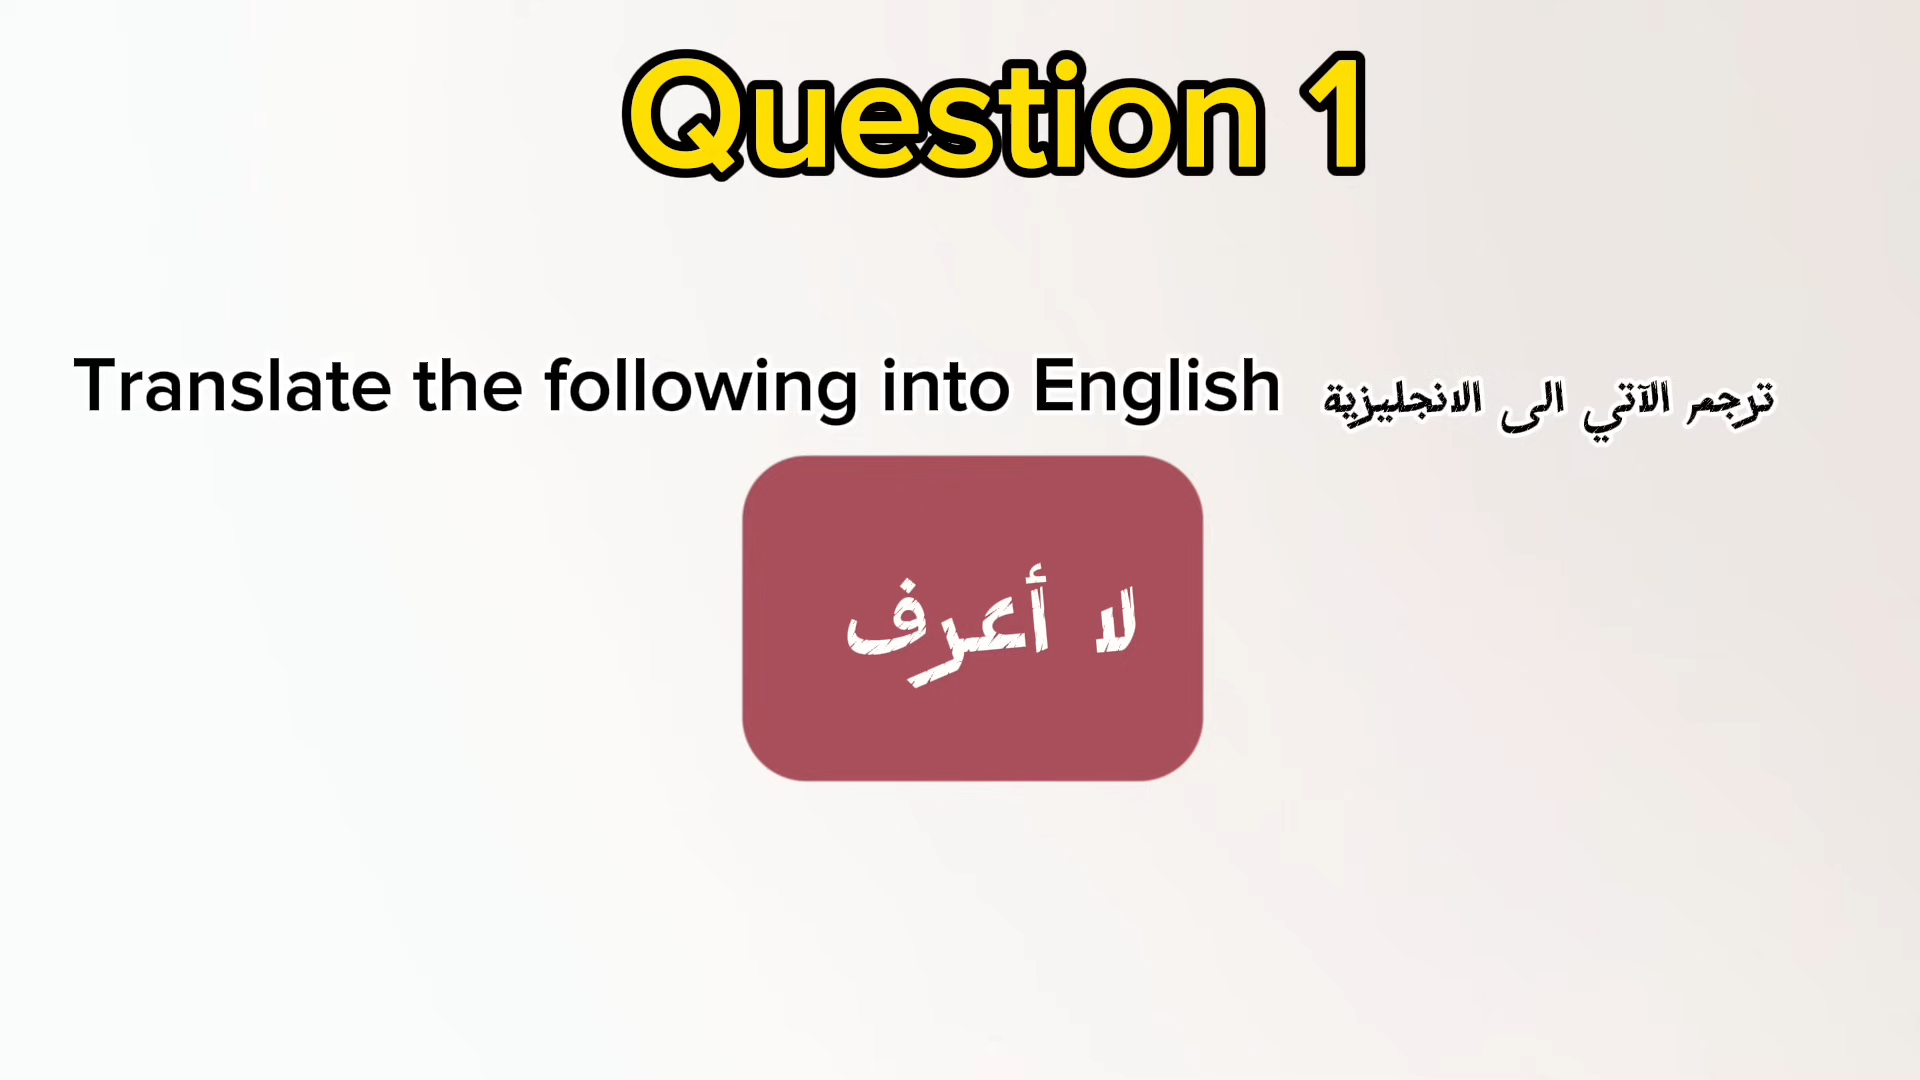 Question 1
Translate the following into English ترجم الآتي الى الانجليزية
لا أعرف